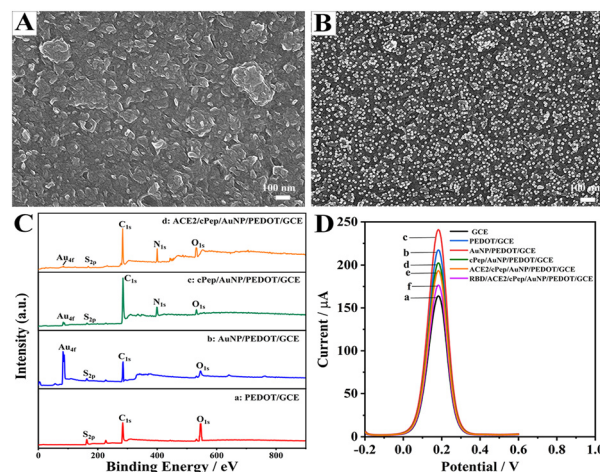 A
100 nm
B
100 nm
C
d: ACE2/cPep/AuNP/PEDOT/GCE
C1s
N1s
O1s
Au4f
S2p
c: cPep/AuNP/PEDOT/GCE
C1s
N1s
O1s
Au4f
S2p
b: AuNP/PEDOT/GCE
Au4f
S2p
C1s
O1s
a: PEDOT/GCE
S2p
C1s
O1s
Intensity (a.u.)
0 200 400 600 800
Binding Energy / eV
D
GCE
PEDOT/GCE
AuNP/PEDOT/GCE
cPep/AuNP/PEDOT/GCE
ACE2/cPep/AuNP/PEDOT/GCE
RBD/ACE2/cPep/AuNP/PEDOT/GCE
c
b
d
e
f
a
250
200
150
100
50
0
Current / µA
-0.2 0.0 0.2 0.4 0.6 0.8 1.0
Potential / V